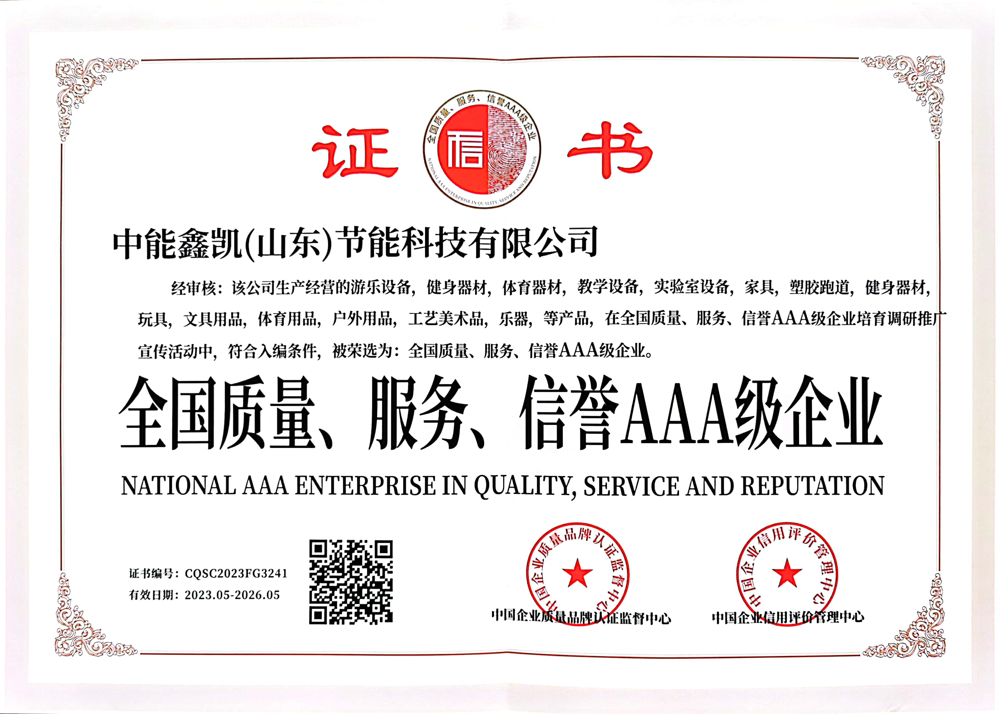 证 书
全国质量、服务、信誉AAA级企业
NATIONAL AAA ENTERPRISE IN QUALITY, SERVICE AND REPUTATION
中能鑫凯(山东)节能科技有限公司
经审核：该公司生产经营的游乐设备，健身器材，体育器材，教学设备，实验室设备，家具，塑胶跑道，健身器材，
玩具，文具用品，体育用品，户外用品，工艺美术品，乐器，等产品，在全国质量、服务、信誉AAA级企业培育调研推广
宣传活动中，符合入编条件，被荣选为：全国质量、服务、信誉AAA级企业。
全国质量、服务、信誉AAA级企业
NATIONAL AAA ENTERPRISE IN QUALITY, SERVICE AND REPUTATION
证书编号：CQSC2023FG3241
有效日期：2023.05-2026.05
中国企业质量品牌认证监督中心
中国企业质量品牌认证监督中心
中国企业信用评价管理中心
中国企业信用评价管理中心
信